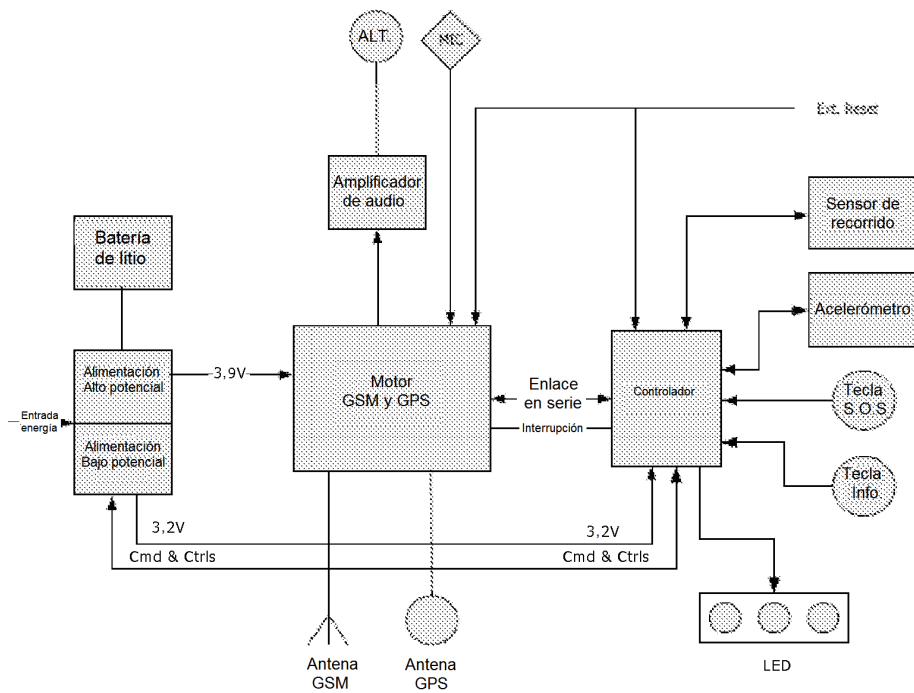 ALT.
MIC
Ext. Reset
Amplificador
de audio
Sensor de
recorrido
Batería
de litio
Acelerómetro
Alimentación
Alto potencial
3,9V
Motor
GSM y GPS
Enlace
en serie
Controlador
Tecla
S.O.S
Entrada
energía
Interrupción
Alimentación
Bajo potencial
Tecla
Info.
3,2V
3,2V
Cmd & Ctrls
Cmd & Ctrls
Antena
GSM
Antena
GPS
LED